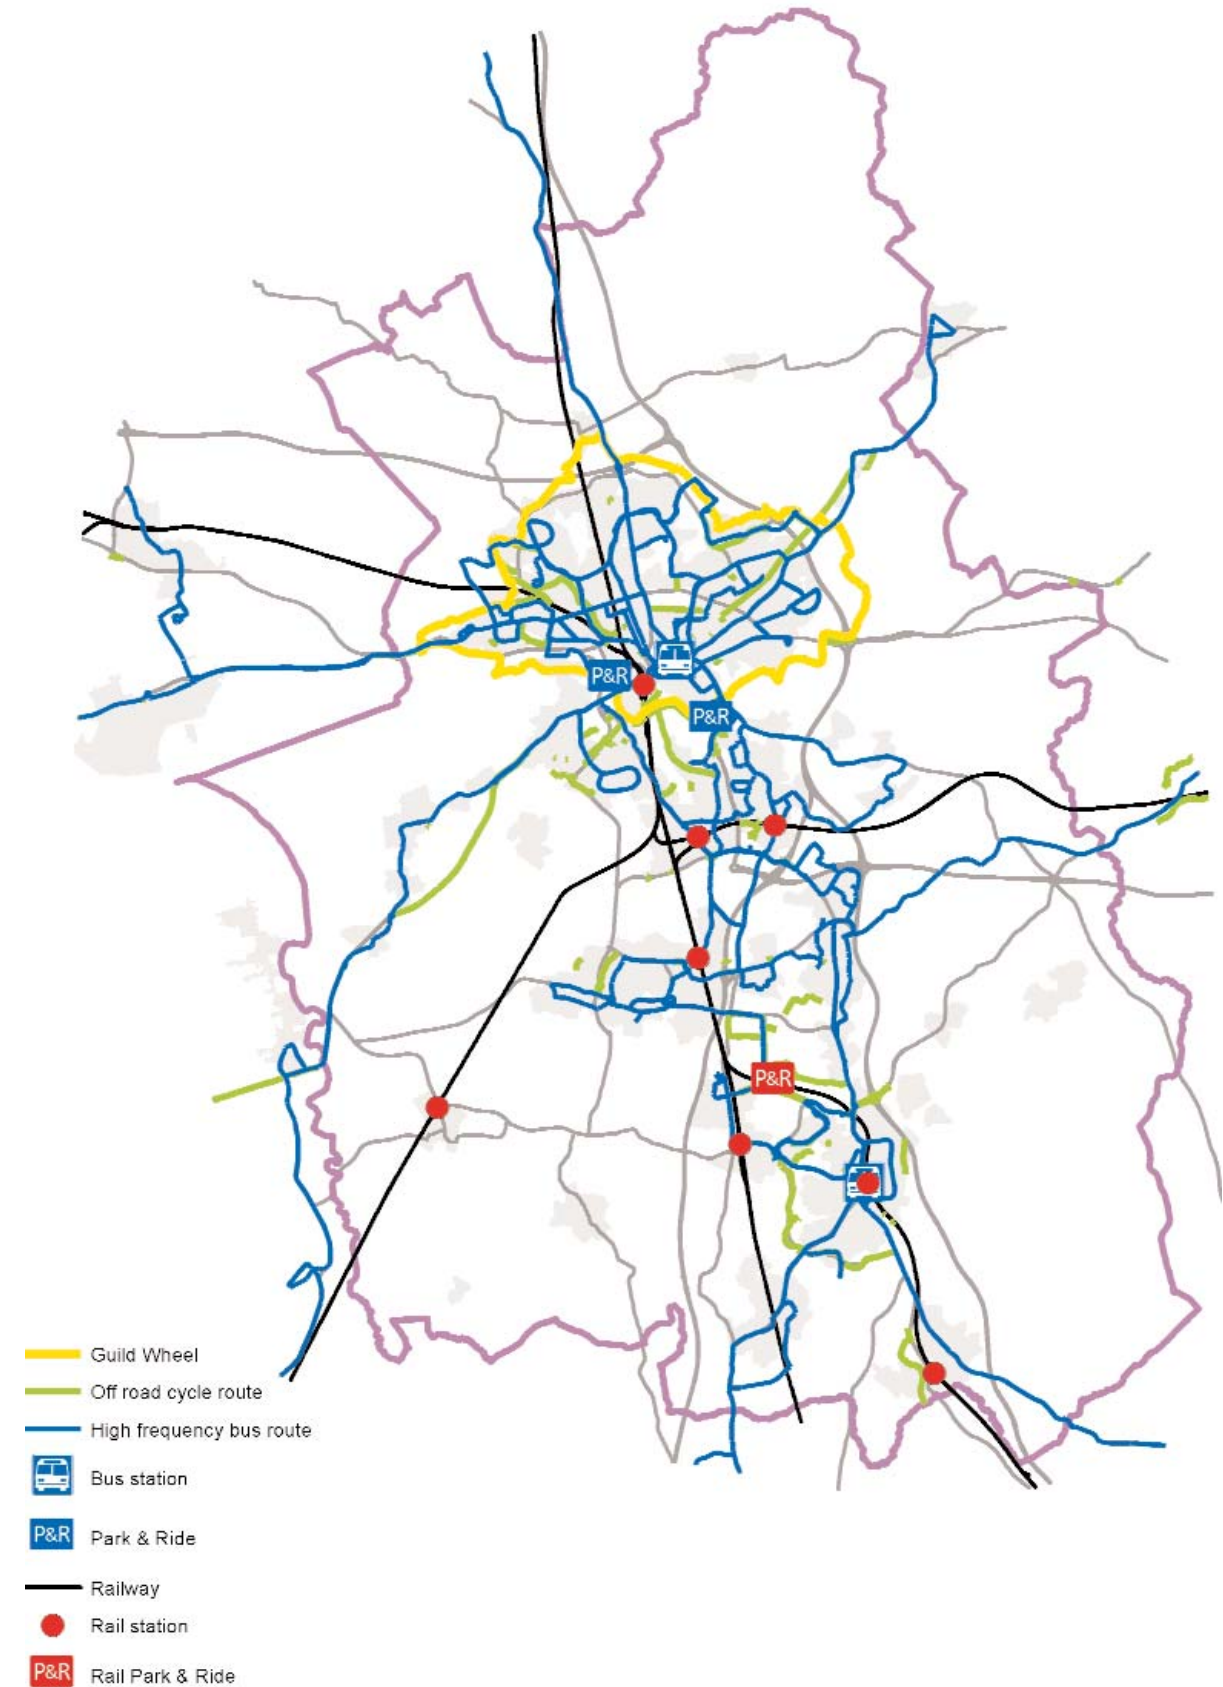 P&R
P&R
P&R
Guild Wheel
Off road cycle route
High frequency bus route
Bus station
P&R Park & Ride
Railway
Rail station
P&R Rail Park & Ride